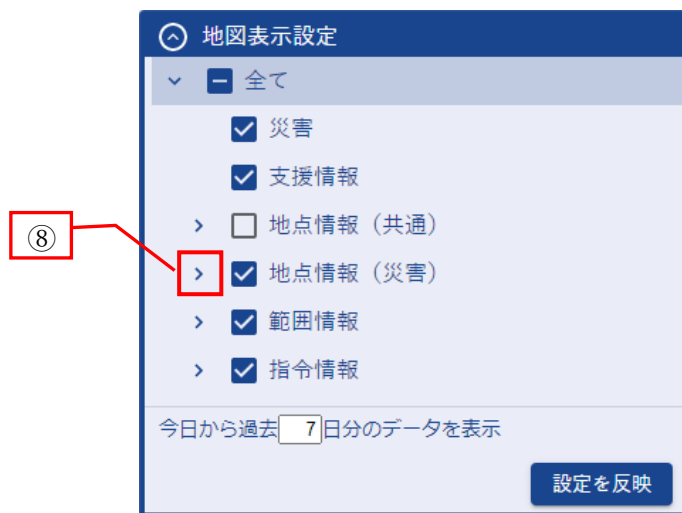 地図表示設定
全て
災害
支援情報
地点情報（共通）
⑧
地点情報（災害）
範囲情報
指令情報
今日から過去 7 日分のデータを表示
設定を反映